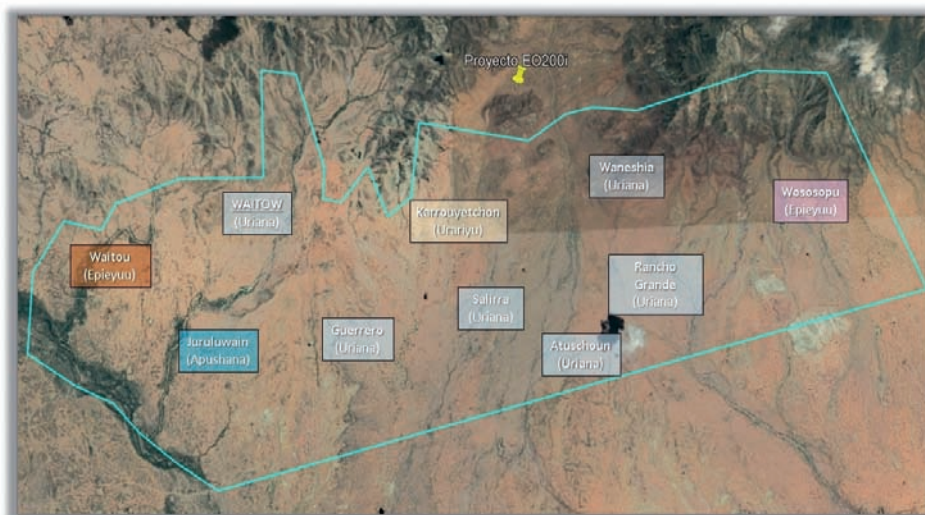 Proyecto EO200i
Waneshia
(Uriana)
Wososopu
(Epieyuu)
WAITOW
(Uriana)
Korrouyetchon
(Urariyu)
Waitou
(Epieyuu)
Rancho
Grande
(Uriana)
Salirra
(Uriana)
Juruluwain
(Apushana)
Guerrero
(Uriana)
Atuschoun
(Uriana)